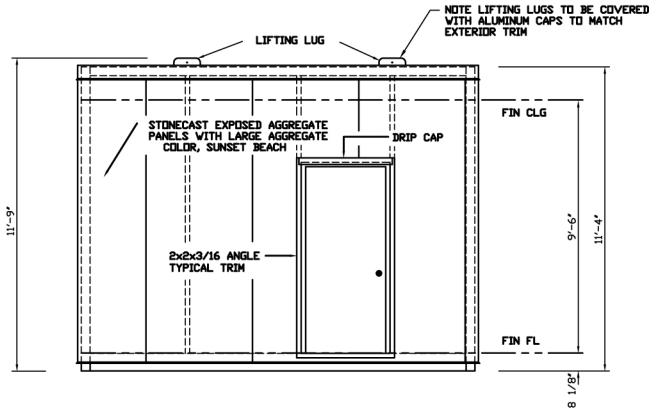 NOTE LIFTING LUGS TO BE COVERED
WITH ALUMINUM CAPS TO MATCH
EXTERIOR TRIM
LIFTING LUG
FIN CLG
STONECAST EXPOSED AGGREGATE
PANELS WITH LARGE AGGREGATE
COLOR, SUNSET BEACH
DRIP CAP
11'-9"
9'-6"
11'-4"
2x2x3/16 ANGLE
TYPICAL TRIM
FIN FL
8 1/8"